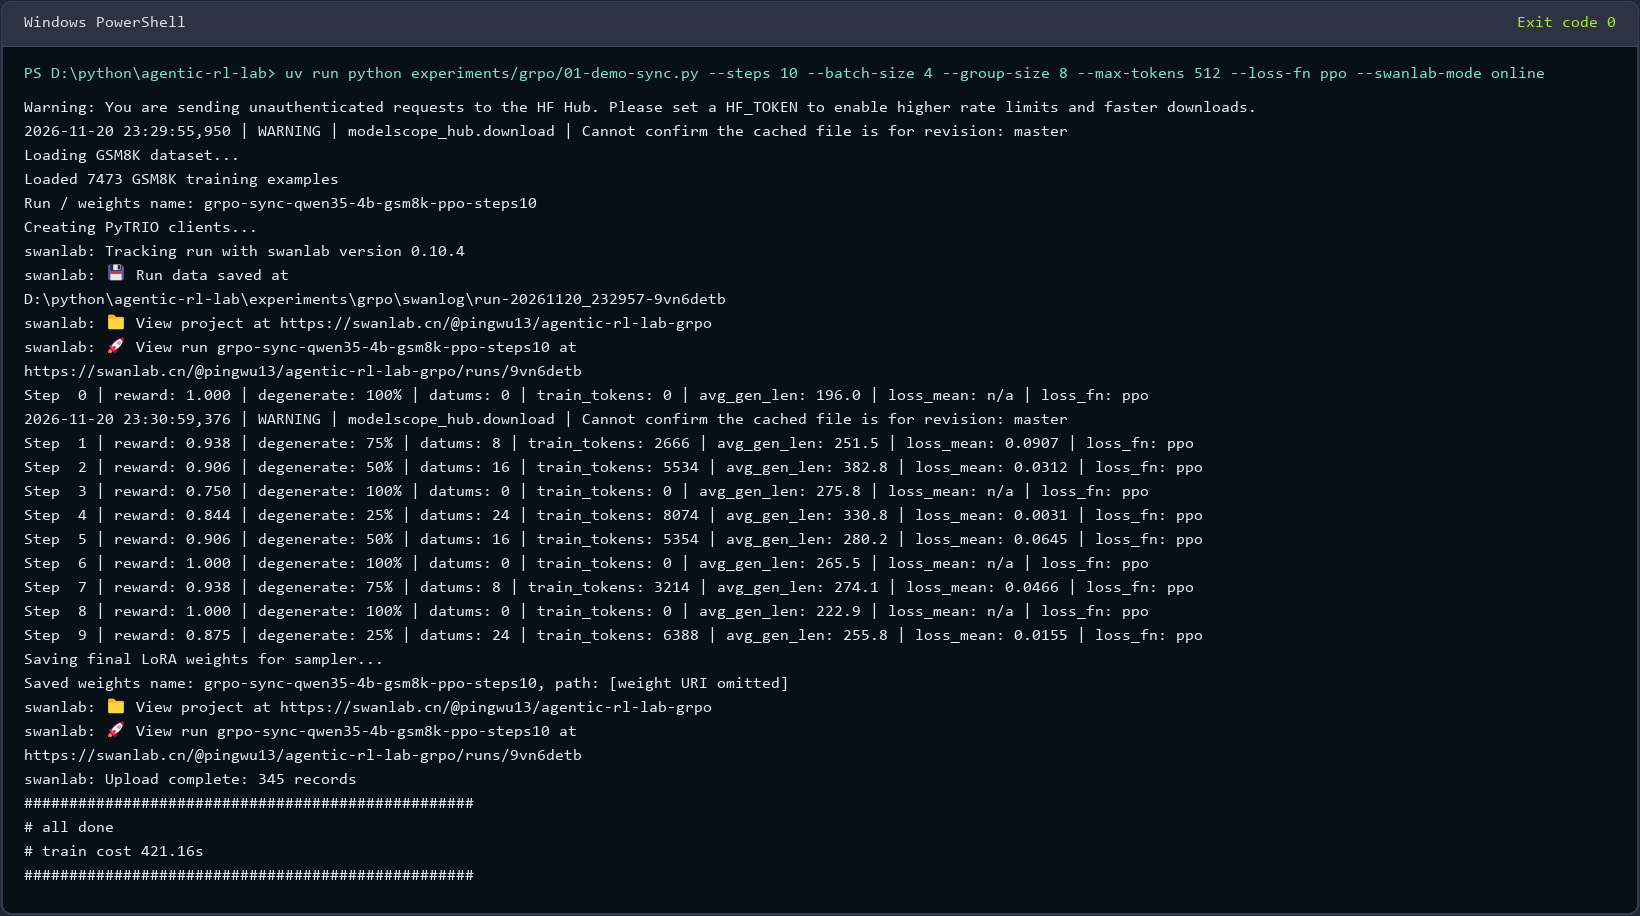 Windows PowerShell
Exit code 0
PS D:\python\agentic-rl-lab> uv run python experiments/grpo/01-demo-sync.py --steps 10 --batch-size 4 --group-size 8 --max-tokens 512 --loss-fn ppo --swanlab-mode online
Warning: You are sending unauthenticated requests to the HF Hub. Please set a HF_TOKEN to enable higher rate limits and faster downloads.
2026-11-20 23:29:55,950 | WARNING | modelscope_hub.download | Cannot confirm the cached file is for revision: master
Loading GSM8K dataset...
Loaded 7473 GSM8K training examples
Run / weights name: grpo-sync-qwen35-4b-gsm8k-ppo-steps10
Creating PyTRIO clients...
swanlab: Tracking run with swanlab version 0.10.4
swanlab: 💾 Run data saved at
D:\python\agentic-rl-lab\experiments\grpo\swanlog\run-20261120_232957-9vn6detb
swanlab: 📁 View project at https://swanlab.cn/@pingwu13/agentic-rl-lab-grpo
swanlab: 🚀 View run grpo-sync-qwen35-4b-gsm8k-ppo-steps10 at
https://swanlab.cn/@pingwu13/agentic-rl-lab-grpo/runs/9vn6detb
Step  0 | reward: 1.000 | degenerate: 100% | datums: 0 | train_tokens: 0 | avg_gen_len: 196.0 | loss_mean: n/a | loss_fn: ppo
2026-11-20 23:30:59,376 | WARNING | modelscope_hub.download | Cannot confirm the cached file is for revision: master
Step  1 | reward: 0.938 | degenerate: 75% | datums: 8 | train_tokens: 2666 | avg_gen_len: 251.5 | loss_mean: 0.0907 | loss_fn: ppo
Step  2 | reward: 0.906 | degenerate: 50% | datums: 16 | train_tokens: 5534 | avg_gen_len: 382.8 | loss_mean: 0.0312 | loss_fn: ppo
Step  3 | reward: 0.750 | degenerate: 100% | datums: 0 | train_tokens: 0 | avg_gen_len: 275.8 | loss_mean: n/a | loss_fn: ppo
Step  4 | reward: 0.844 | degenerate: 25% | datums: 24 | train_tokens: 8074 | avg_gen_len: 330.8 | loss_mean: 0.0031 | loss_fn: ppo
Step  5 | reward: 0.906 | degenerate: 50% | datums: 16 | train_tokens: 5354 | avg_gen_len: 280.2 | loss_mean: 0.0645 | loss_fn: ppo
Step  6 | reward: 1.000 | degenerate: 100% | datums: 0 | train_tokens: 0 | avg_gen_len: 265.5 | loss_mean: n/a | loss_fn: ppo
Step  7 | reward: 0.938 | degenerate: 75% | datums: 8 | train_tokens: 3214 | avg_gen_len: 274.1 | loss_mean: 0.0466 | loss_fn: ppo
Step  8 | reward: 1.000 | degenerate: 100% | datums: 0 | train_tokens: 0 | avg_gen_len: 222.9 | loss_mean: n/a | loss_fn: ppo
Step  9 | reward: 0.875 | degenerate: 25% | datums: 24 | train_tokens: 6388 | avg_gen_len: 255.8 | loss_mean: 0.0155 | loss_fn: ppo
Saving final LoRA weights for sampler...
Saved weights name: grpo-sync-qwen35-4b-gsm8k-ppo-steps10, path: [weight URI omitted]
swanlab: 📁 View project at https://swanlab.cn/@pingwu13/agentic-rl-lab-grpo
swanlab: 🚀 View run grpo-sync-qwen35-4b-gsm8k-ppo-steps10 at
https://swanlab.cn/@pingwu13/agentic-rl-lab-grpo/runs/9vn6detb
swanlab: Upload complete: 345 records
##################################################
# all done
# train cost 421.16s
##################################################